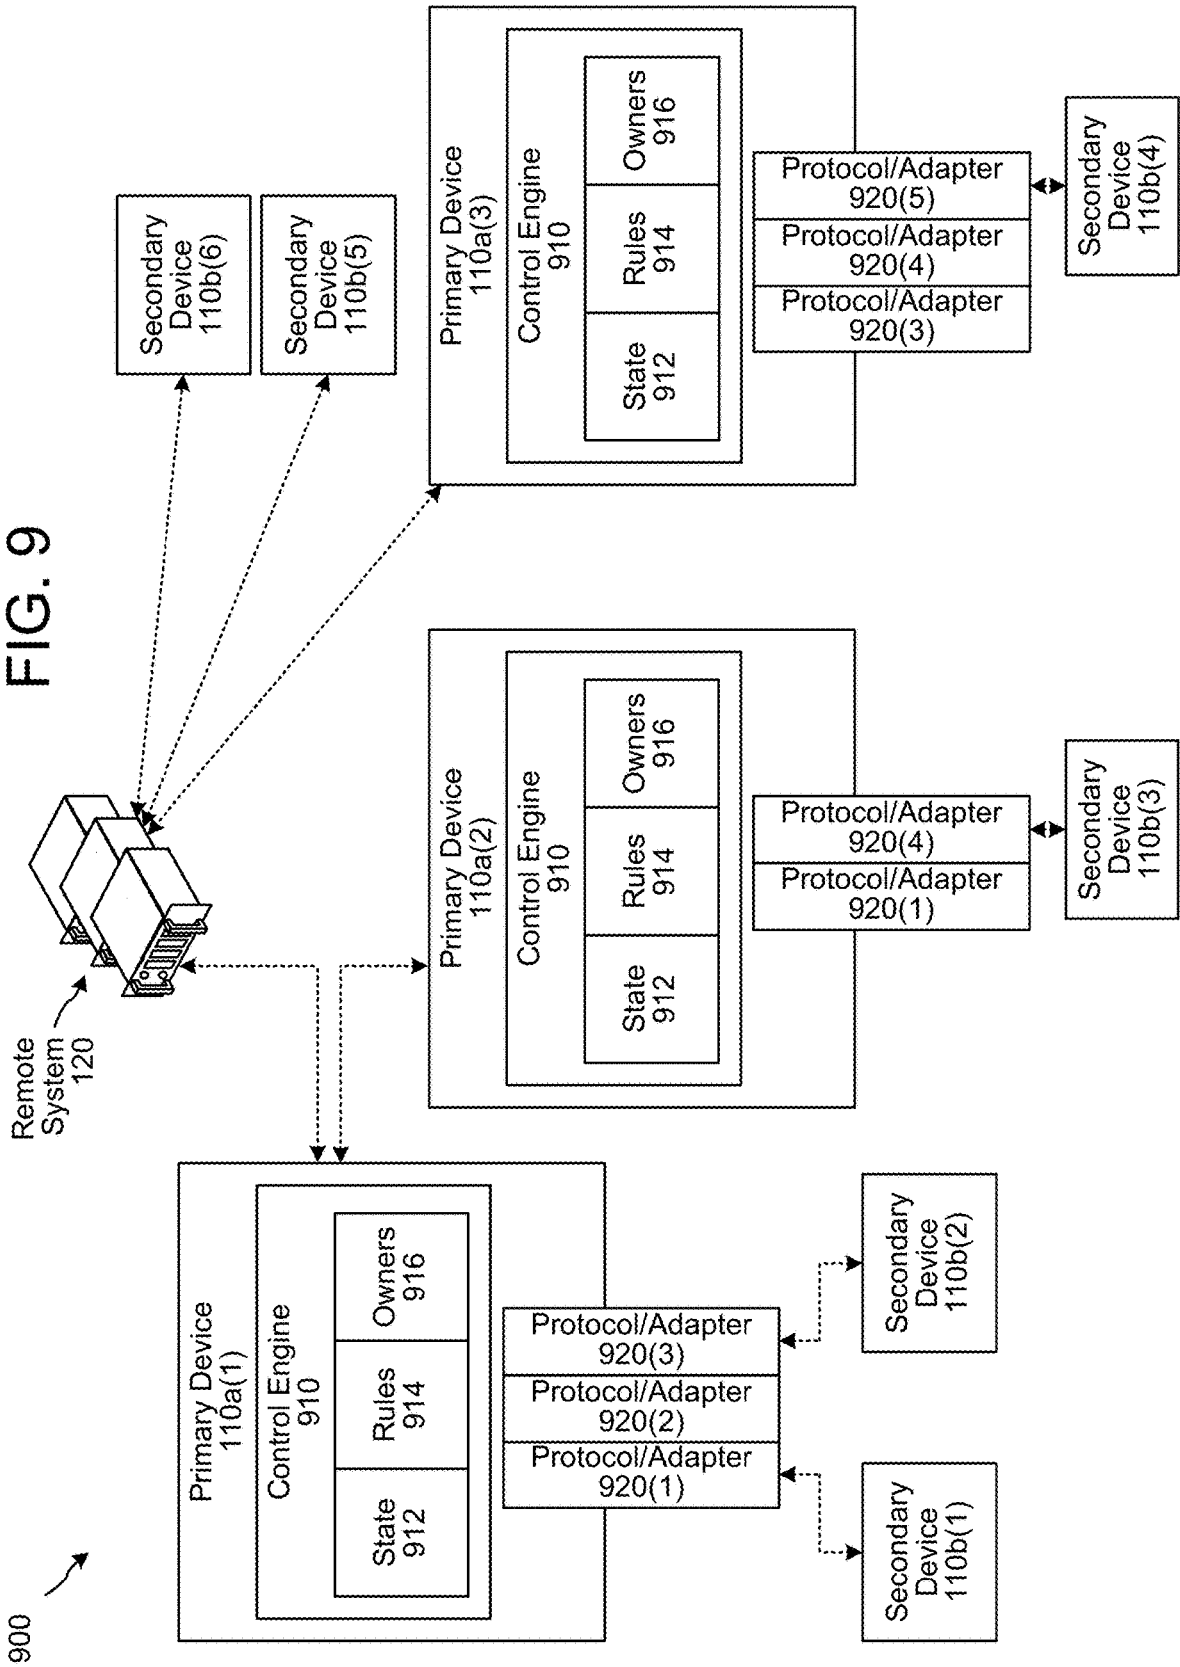 FIG. 9
900
Remote
System
120
Secondary
Device
110b(6)
Secondary
Device
110b(5)
Primary Device
110a(1)
Control Engine
910
State
912
Rules
914
Owners
916
Protocol/Adapter
920(1)
Protocol/Adapter
920(2)
Protocol/Adapter
920(3)
Secondary
Device
110b(1)
Secondary
Device
110b(2)
Primary Device
110a(2)
Control Engine
910
State
912
Rules
914
Owners
916
Protocol/Adapter
920(1)
Protocol/Adapter
920(4)
Secondary
Device
110b(3)
Primary Device
110a(3)
Control Engine
910
State
912
Rules
914
Owners
916
Protocol/Adapter
920(3)
Protocol/Adapter
920(4)
Protocol/Adapter
920(5)
Secondary
Device
110b(4)